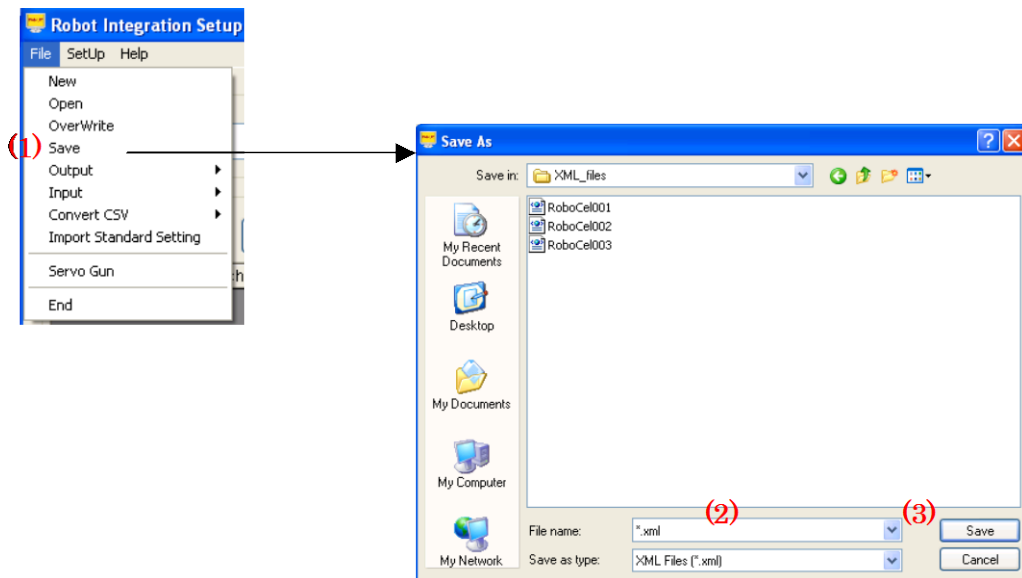 Robot Integration Setup
File SetUp Help
New
Open
OverWrite
(1) Save
Output
Input
Convert CSV
Import Standard Setting
Servo Gun
End
Save As
Save in: XML_files
RoboCel001
RoboCel002
RoboCel003
My Recent
Documents
Desktop
My Documents
My Computer
My Network
(2)
(3)
File name: *.xml Save
Save as type: XML Files (*.xml) Cancel